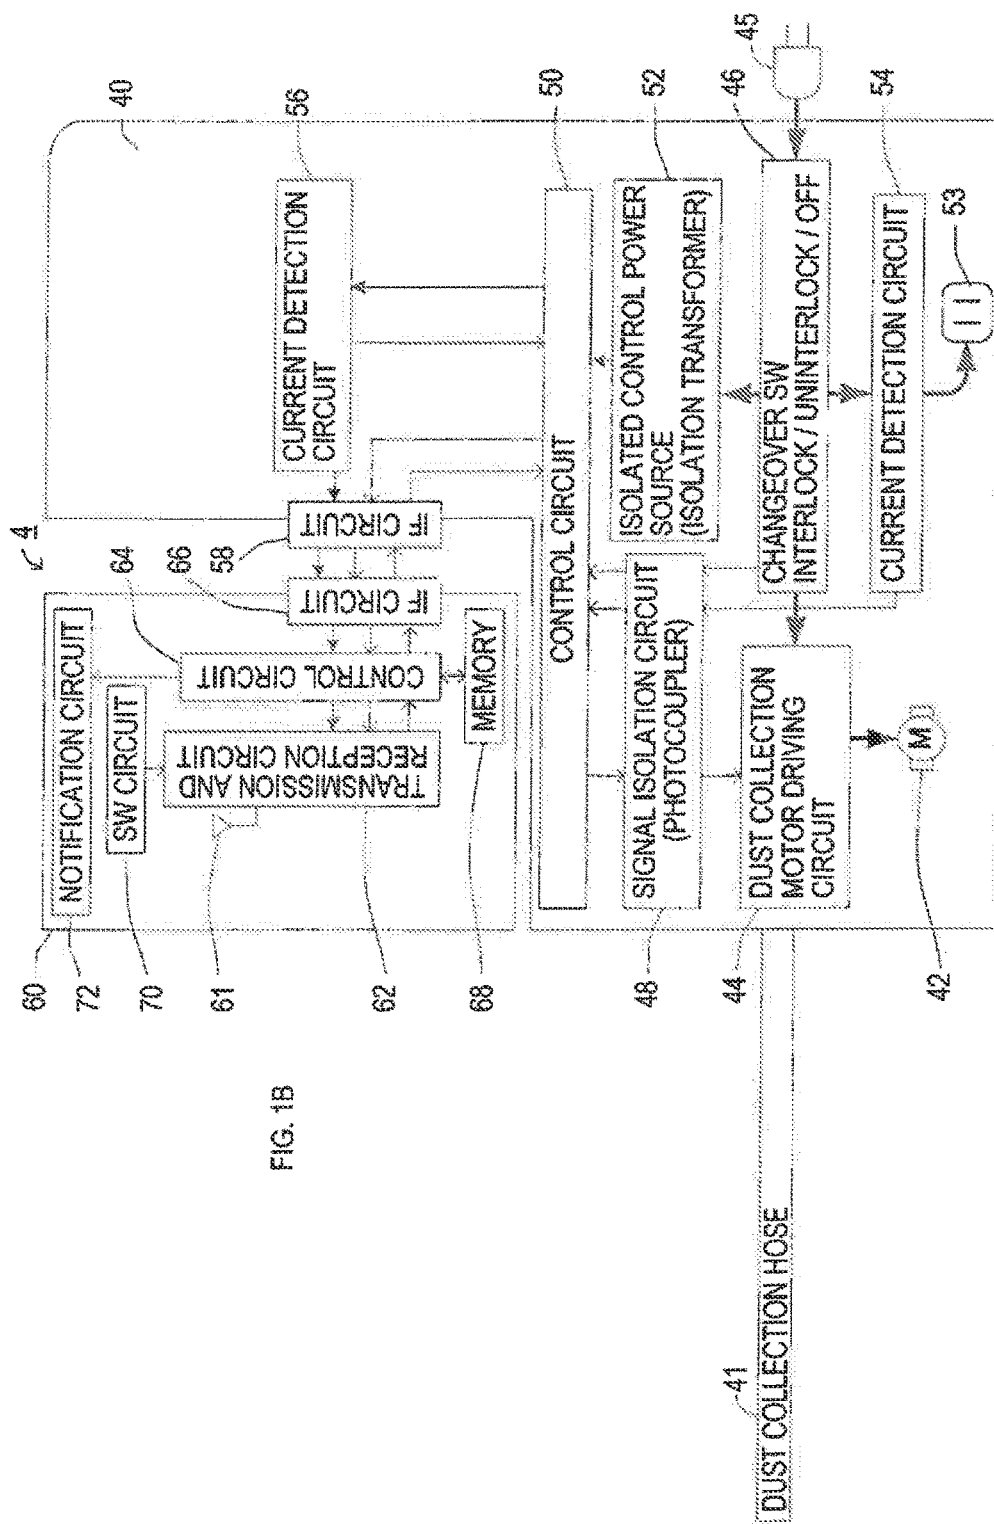 FIG. 1B
4
40
56
CURRENT DETECTION
CIRCUIT
60
72
NOTIFICATION CIRCUIT
70
SW CIRCUIT
61
62
TRANSMISSION AND
RECEPTION CIRCUIT
64
CONTROL CIRCUIT
68
MEMORY
66
IF CIRCUIT
58
IF CIRCUIT
50
CONTROL CIRCUIT
48
SIGNAL ISOLATION CIRCUIT
(PHOTOCOUPLER)
52
ISOLATED CONTROL POWER
SOURCE
(ISOLATION TRANSFORMER)
45
46
CHANGEOVER SW
INTERLOCK / UNINTERLOCK / OFF
44
DUST COLLECTION
MOTOR DRIVING
CIRCUIT
54
CURRENT DETECTION CIRCUIT
53
42
M
41
DUST COLLECTION HOSE